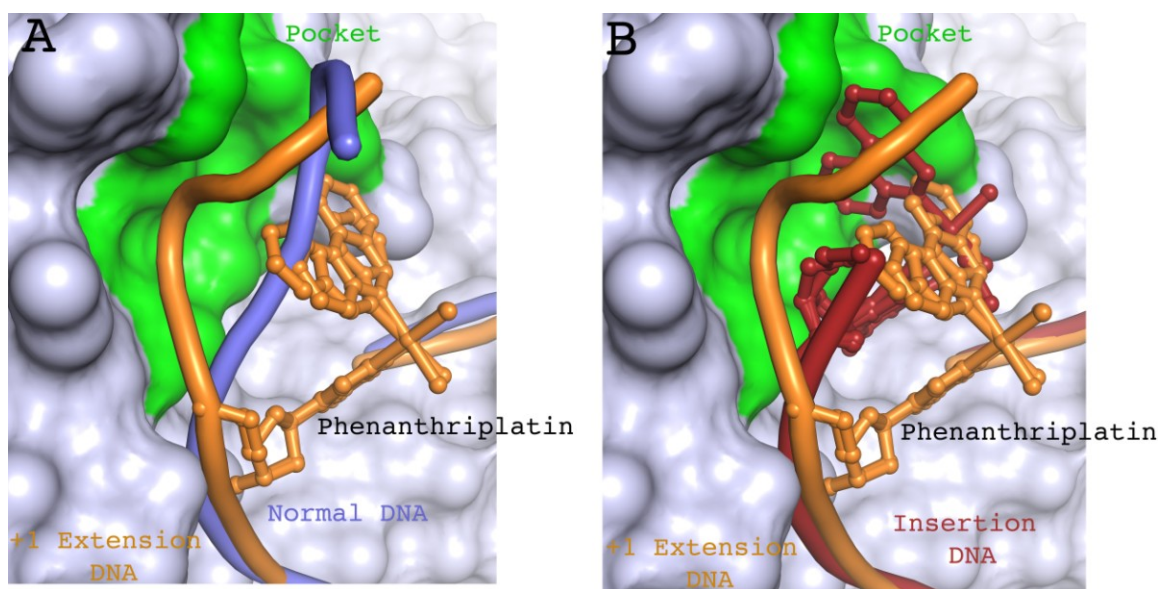 A
Pocket
Phenanthriplatin
Normal DNA
+1 Extension
DNA
B
Pocket
Phenanthriplatin
Insertion
DNA
+1 Extension
DNA